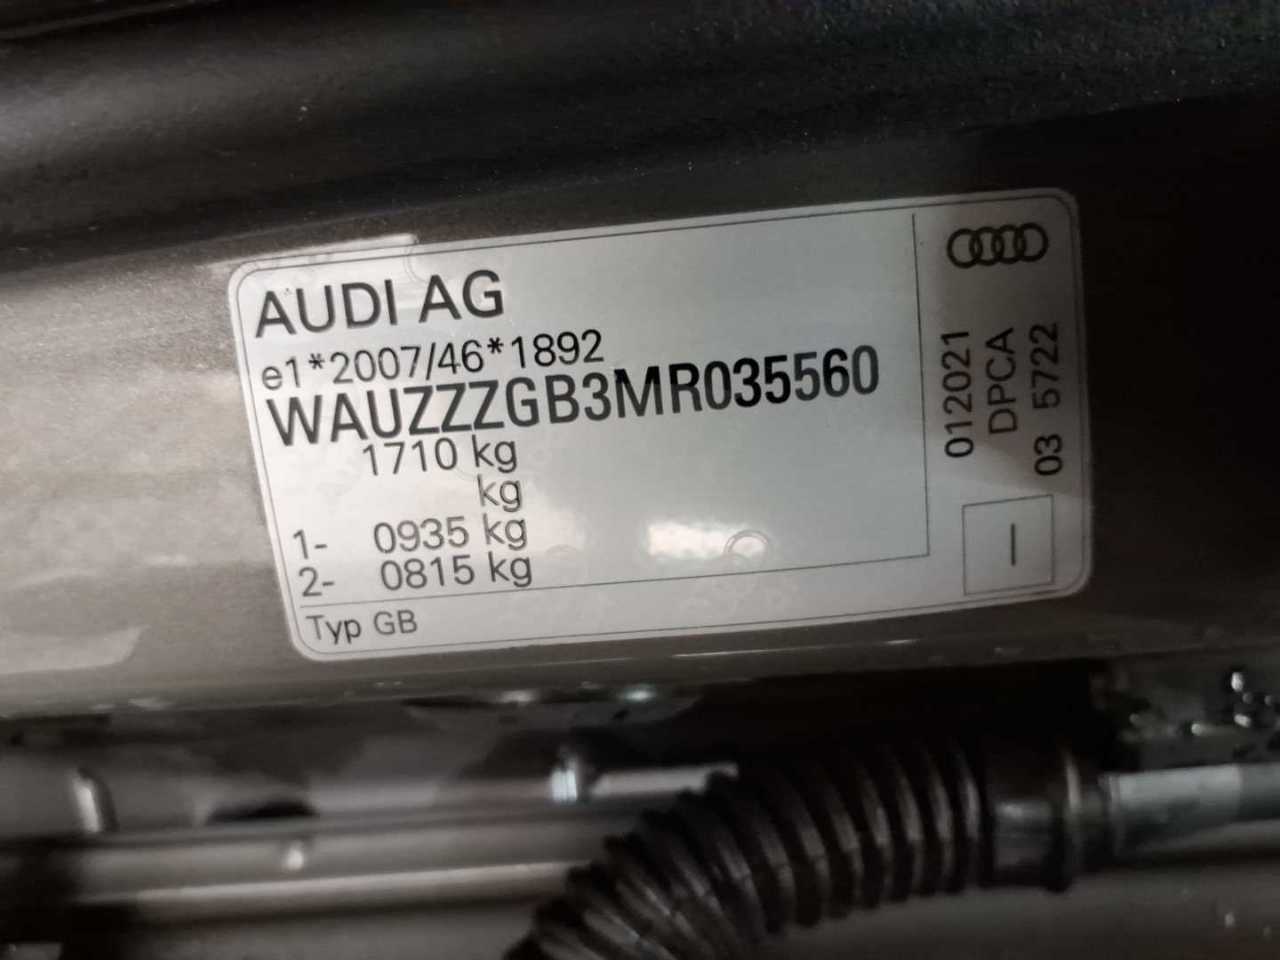 AUDI AG
e1*2007/46*1892
WAUZZZGB3MR035560
1710 kg
kg
1- 0935 kg
2- 0815 kg
Typ GB
012021
DPCA
03 5722